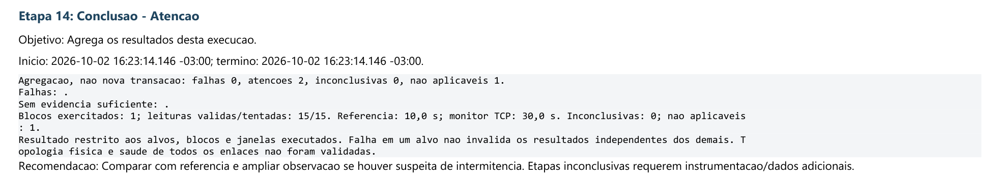 Etapa 14: Conclusao - Atencao
Objetivo: Agrega os resultados desta execucao.
Inicio: 2026-10-02 16:23:14.146 -03:00; termino: 2026-10-02 16:23:14.146 -03:00.
Agregacao, nao nova transacao: falhas 0, atencoes 2, inconclusivas 0, nao aplicaveis 1.
Falhas: .
Sem evidencia suficiente: .
Blocos exercitados: 1; leituras validas/tentadas: 15/15. Referencia: 10,0 s; monitor TCP: 30,0 s. Inconclusivas: 0; nao aplicaveis
: 1.
Resultado restrito aos alvos, blocos e janelas executados. Falha em um alvo nao invalida os resultados independentes dos demais. T
opologia fisica e saude de todos os enlaces nao foram validadas.
Recomendacao: Comparar com referencia e ampliar observacao se houver suspeita de intermitencia. Etapas inconclusivas requerem instrumentacao/dados adicionais.